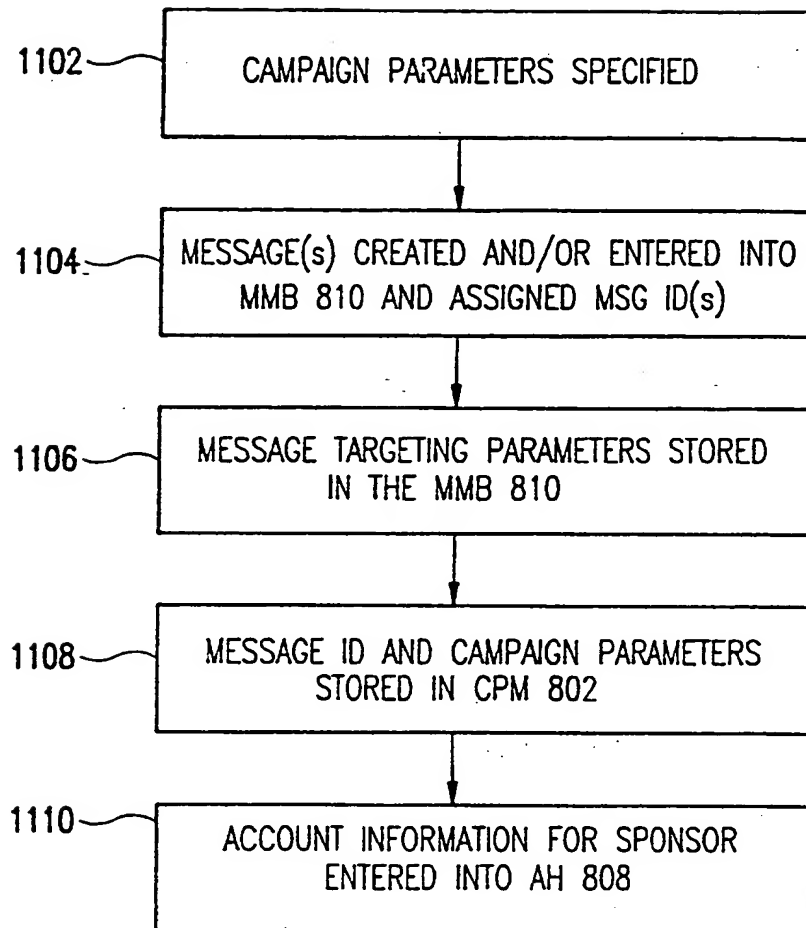 1102
CAMPAIGN PARAMETERS SPECIFIED
1104
MESSAGE(s) CREATED AND/OR ENTERED INTO
MMB 810 AND ASSIGNED MSG ID(s)
1106
MESSAGE TARGETING PARAMETERS STORED
IN THE MMB 810
1108
MESSAGE ID AND CAMPAIGN PARAMETERS
STORED IN CPM 802
1110
ACCOUNT INFORMATION FOR SPONSOR
ENTERED INTO AH 808